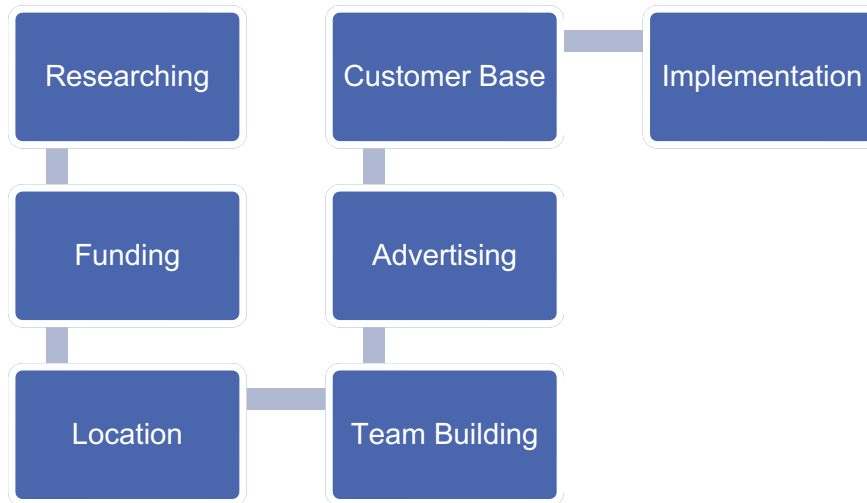 Researching
Funding
Location
Team Building
Advertising
Customer Base
Implementation